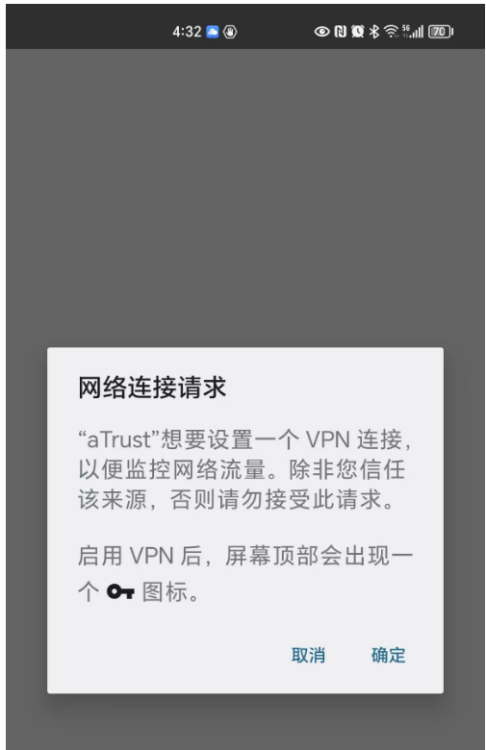 4:32 5G 70
网络连接请求
“aTrust”想要设置一个 VPN 连接，
以便监控网络流量。除非您信任
该来源，否则请勿接受此请求。
启用 VPN 后，屏幕顶部会出现一
个 图标。
取消 确定